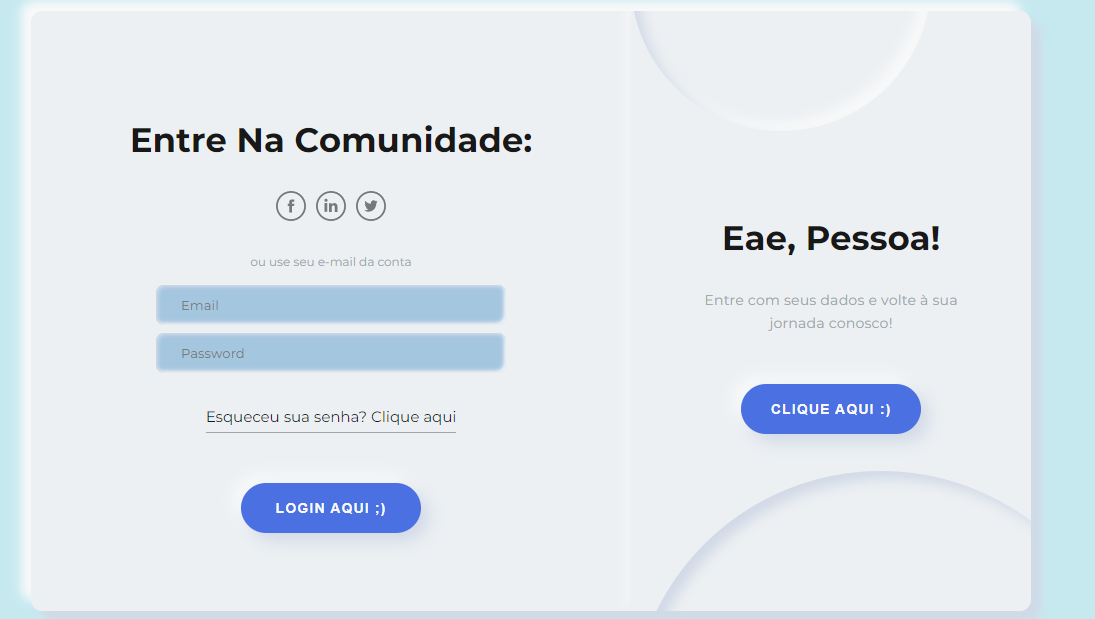 Entre Na Comunidade:
ou use seu e-mail da conta
Email
Password
Esqueceu sua senha? Clique aqui
LOGIN AQUI ;)
Eae, Pessoa!
Entre com seus dados e volte à sua
jornada conosco!
CLIQUE AQUI :)